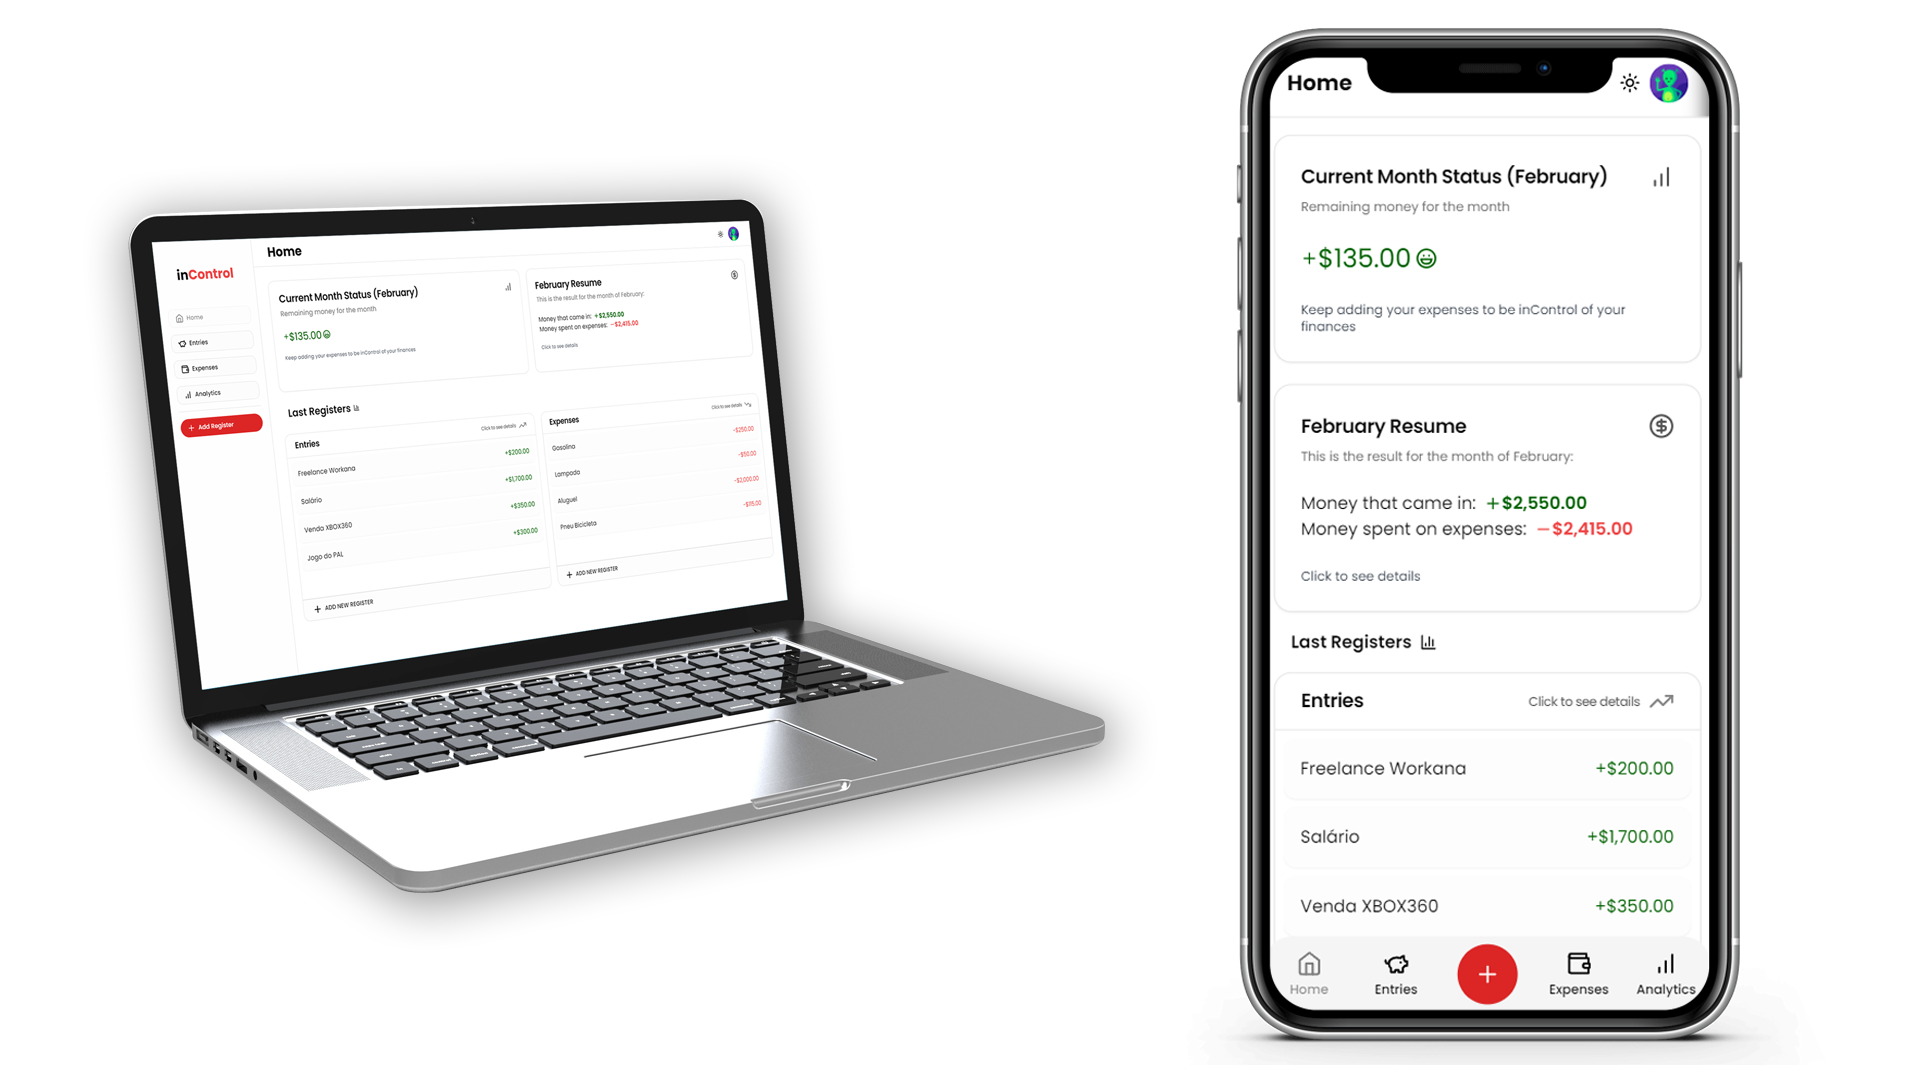 inControl
Home
Entries
Expenses
Analytics
+ Add Register
Home
Current Month Status (February)
Remaining money for the month
+$135.00
Keep adding your expenses to be inControl of your finances
February Resume
This is the result for the month of February:
Money that came in: +$2,550.00
Money spent on expenses: -$2,415.00
Click to see details
Last Registers
Entries
Click to see details
Freelance Workana
+$200.00
Salário
+$1,700.00
Venda XBOX360
+$350.00
Jogo do PAL
+$300.00
+ ADD NEW REGISTER
Expenses
Click to see details
Gasolina
-$250.00
Lampada
-$50.00
Aluguel
-$2,000.00
Pneu Bicicleta
-$115.00
+ ADD NEW REGISTER
Home
Current Month Status (February)
Remaining money for the month
+$135.00
Keep adding your expenses to be inControl of your
finances
February Resume
This is the result for the month of February:
Money that came in: +$2,550.00
Money spent on expenses: -$2,415.00
Click to see details
Last Registers
Entries
Click to see details
Freelance Workana
+$200.00
Salário
+$1,700.00
Venda XBOX360
+$350.00
Home
Entries
+
Expenses
Analytics